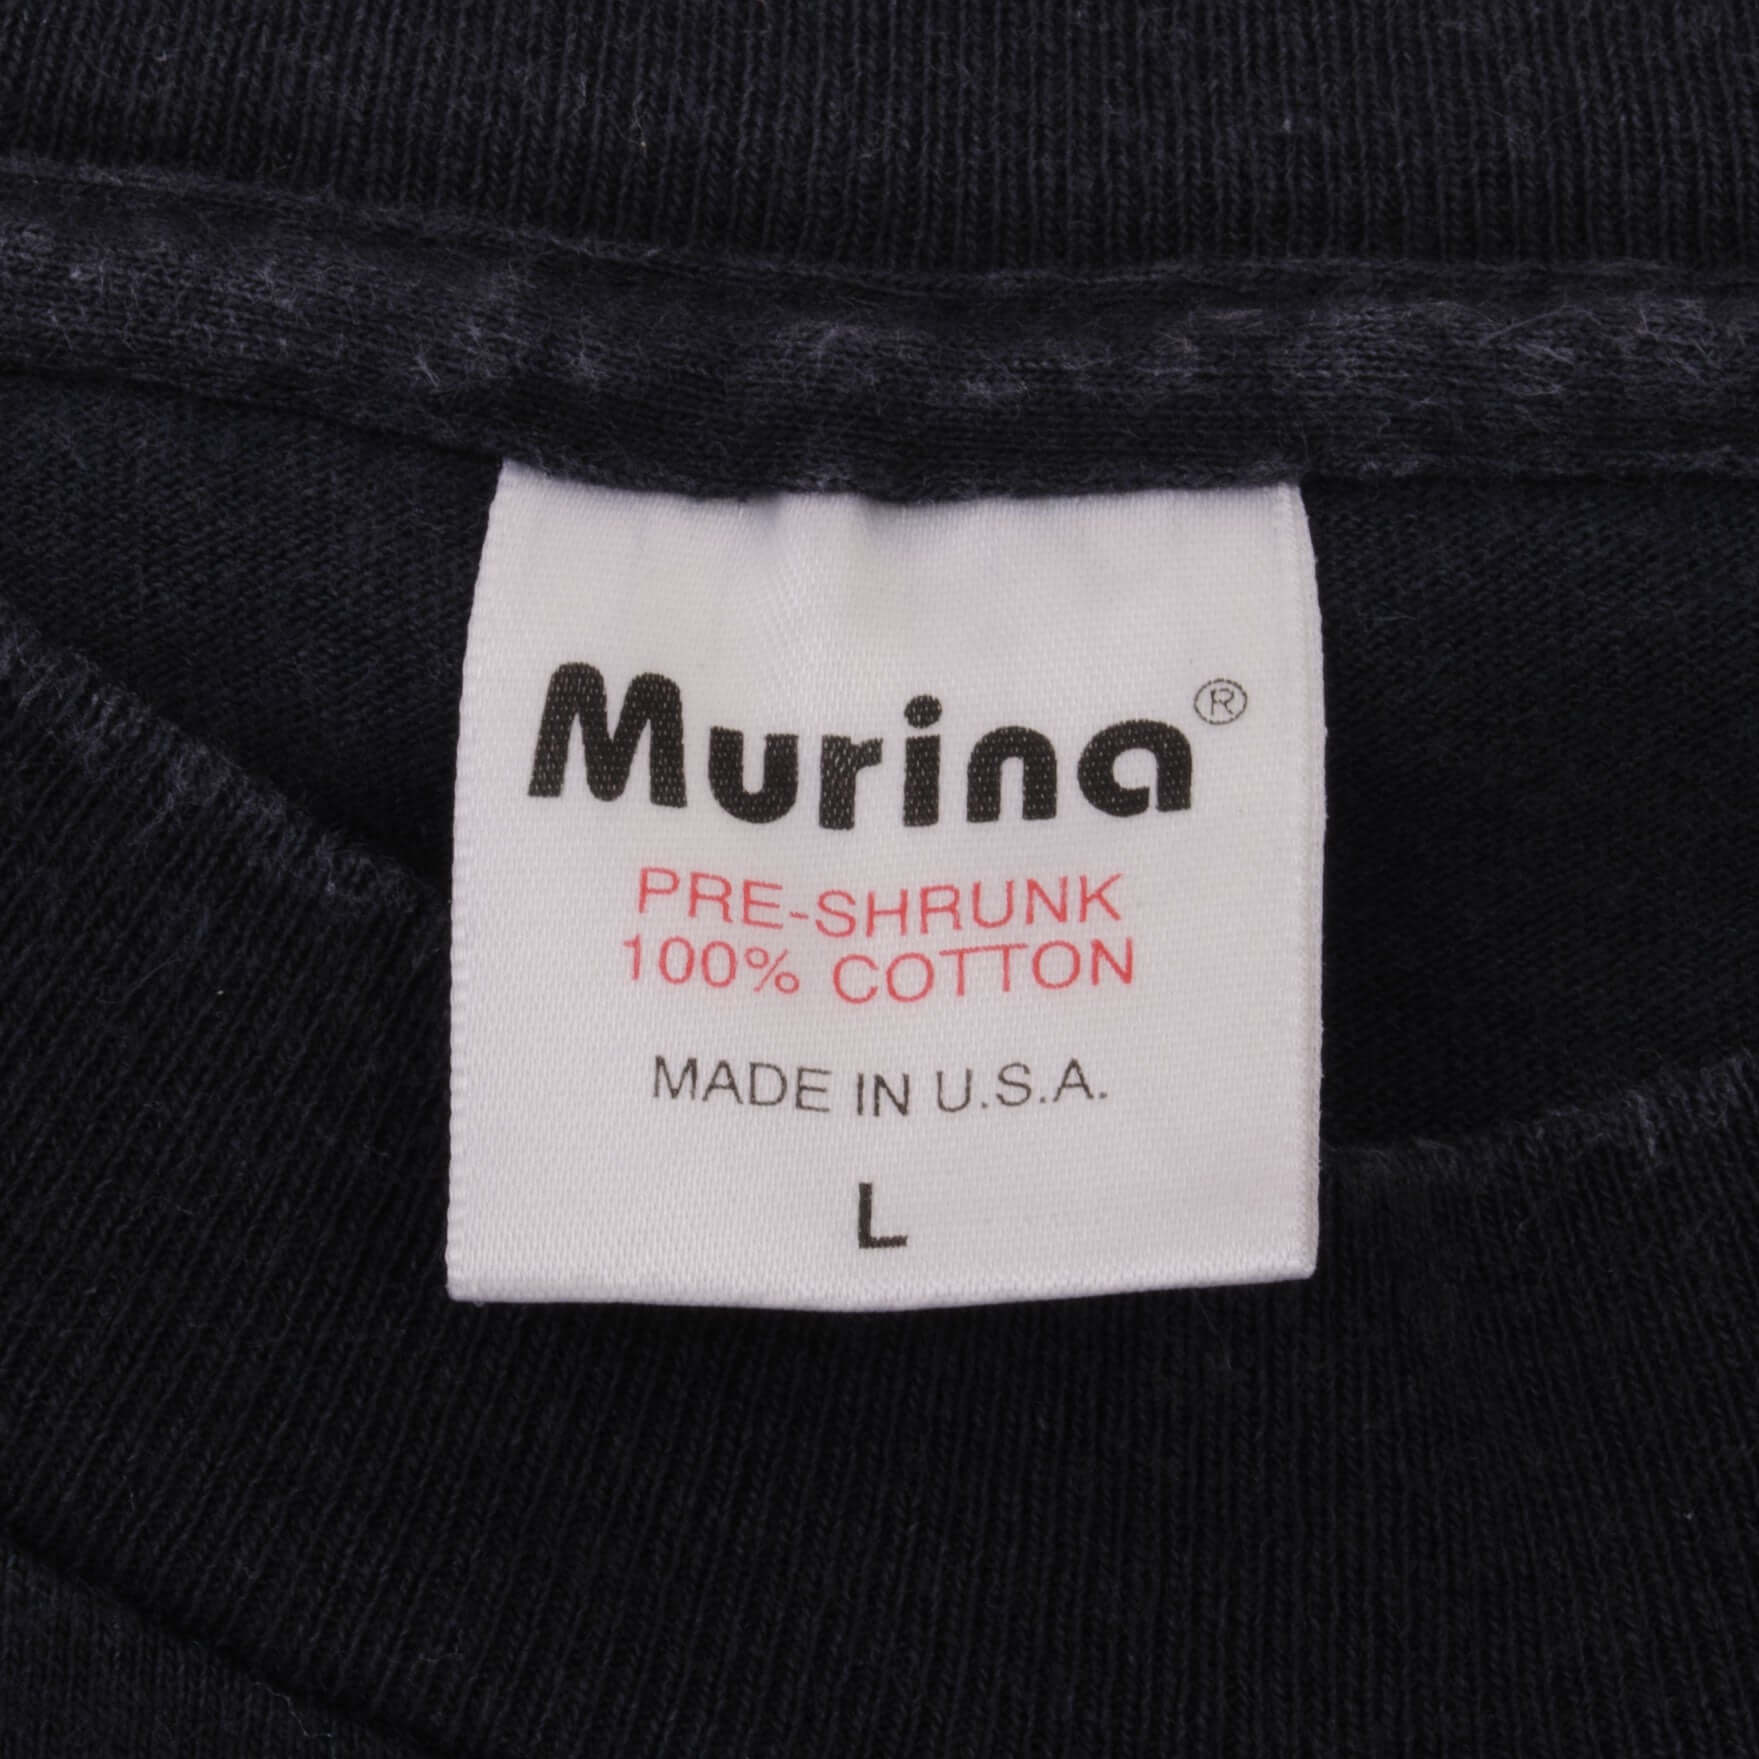 Murina®
PRE-SHRUNK
100% COTTON
MADE IN U.S.A.
L